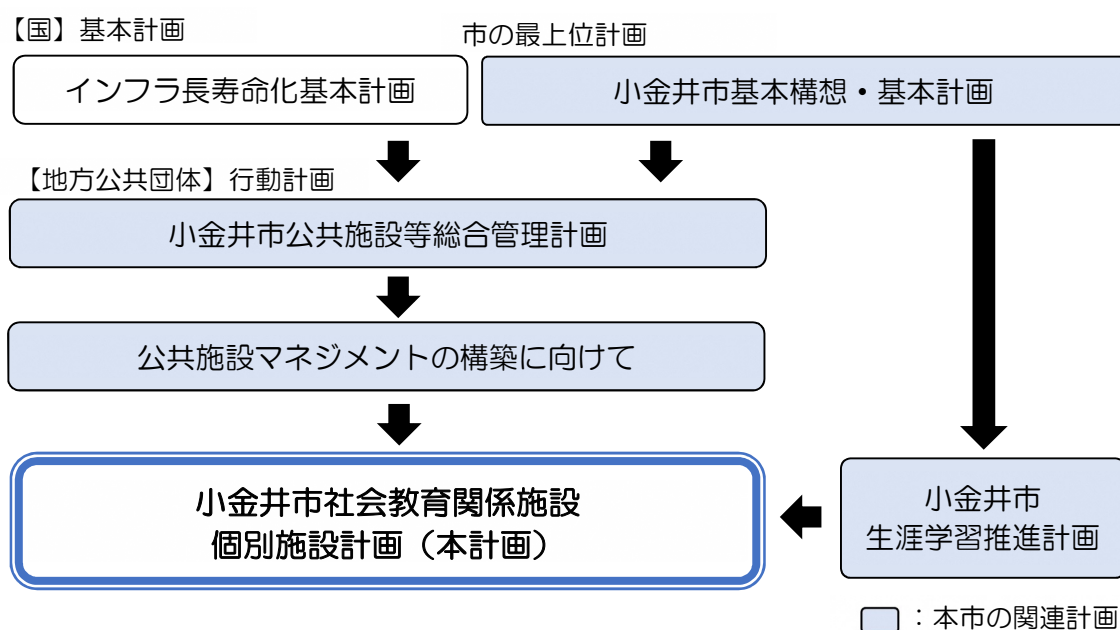 【国】基本計画
市の最上位計画
インフラ長寿命化基本計画
小金井市基本構想・基本計画
【地方公共団体】行動計画
小金井市公共施設等総合管理計画
公共施設マネジメントの構築に向けて
小金井市社会教育関係施設
個別施設計画（本計画）
小金井市
生涯学習推進計画
：本市の関連計画